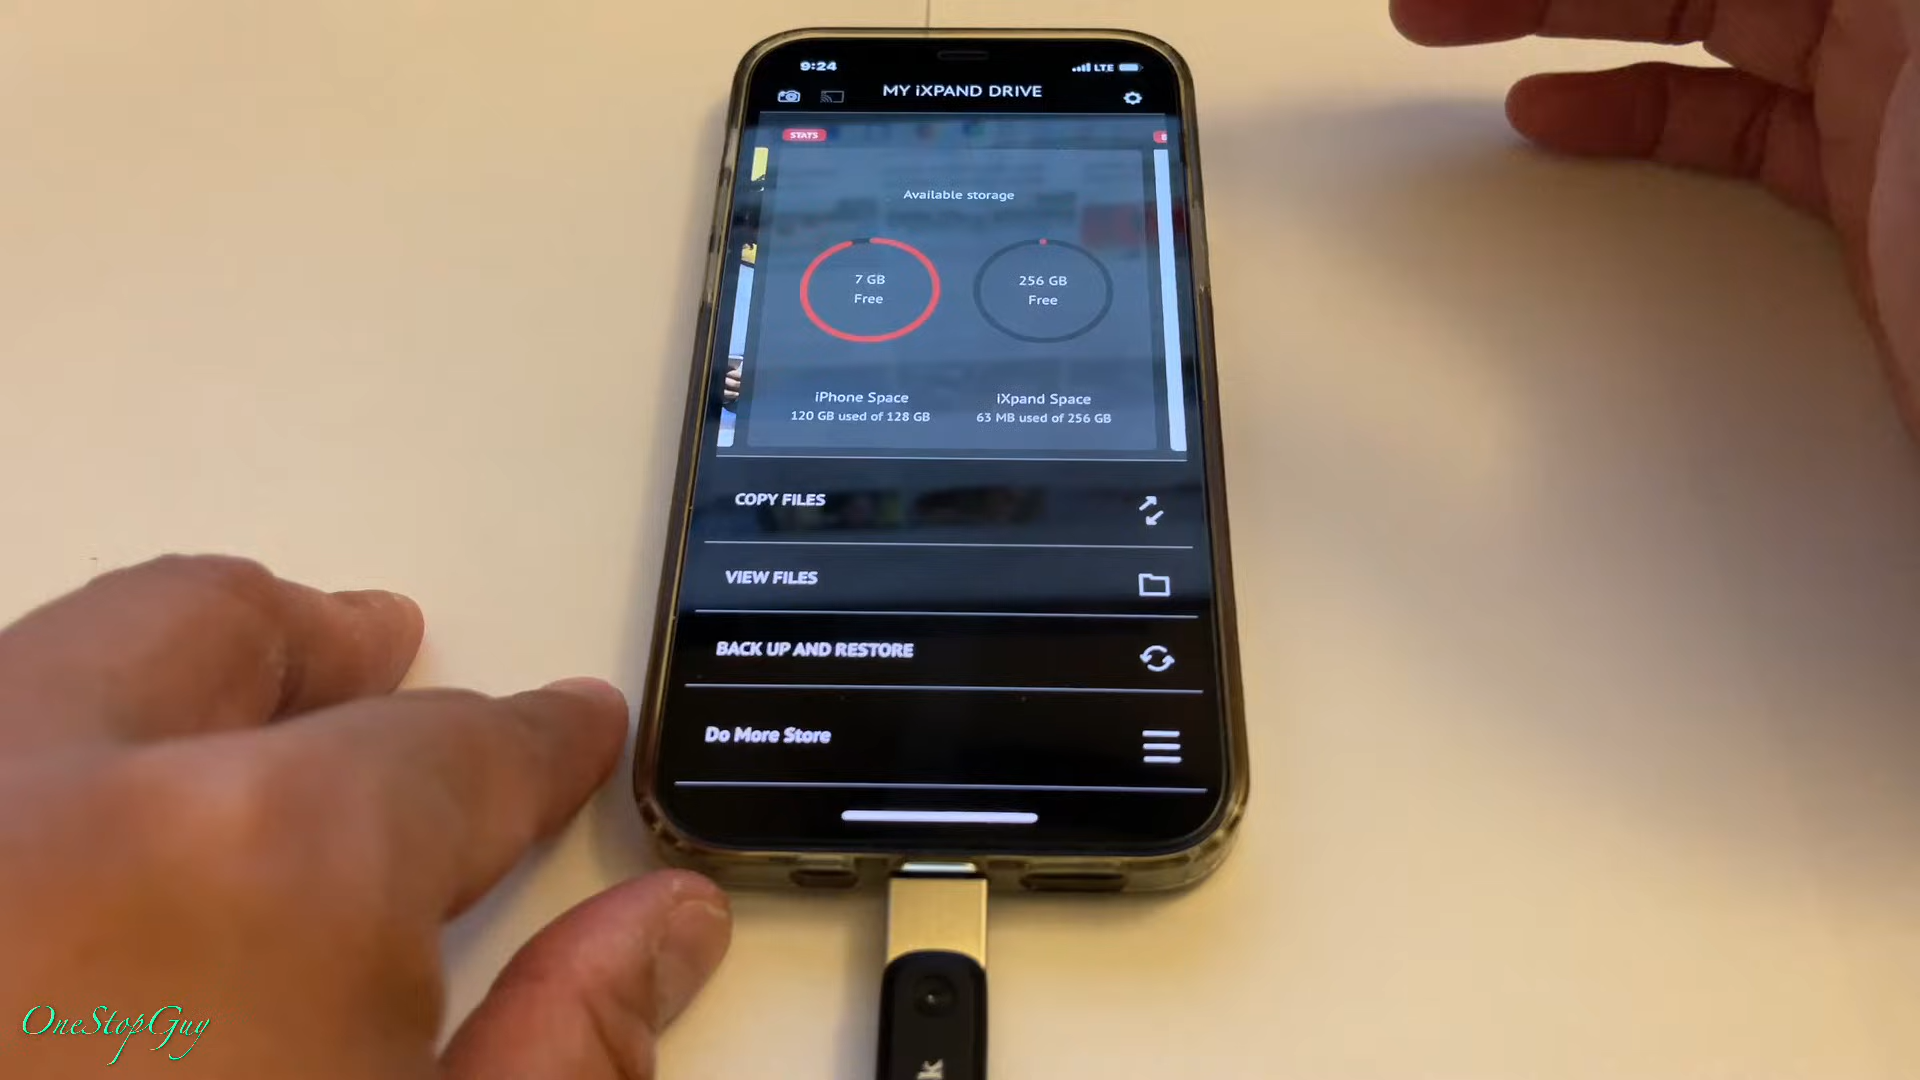 9:24
LTE
MY iXPAND DRIVE
STATS
Available storage
7 GB
Free
256 GB
Free
iPhone Space
120 GB used of 128 GB
iXpand Space
63 MB used of 256 GB
COPY FILES
VIEW FILES
BACK UP AND RESTORE
Do More Store
k
OneStopGuy